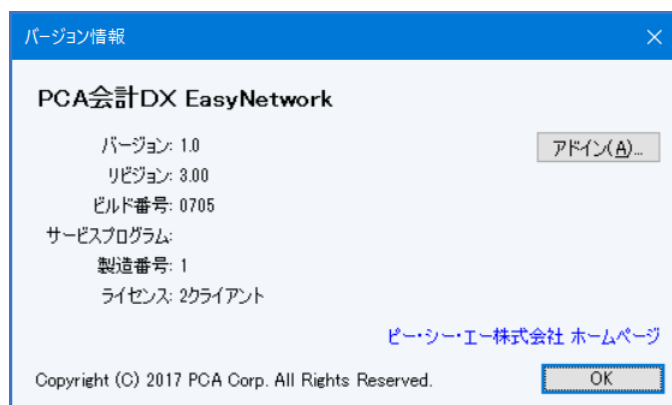 バージョン情報
PCA会計DX EasyNetwork
バージョン: 1.0
アドイン(A)...
リビジョン: 3.00
ビルド番号: 0705
サービスプログラム:
製造番号: 1
ライセンス: 2クライアント
ピー・シー・エー株式会社 ホームページ
Copyright (C) 2017 PCA Corp. All Rights Reserved.
OK